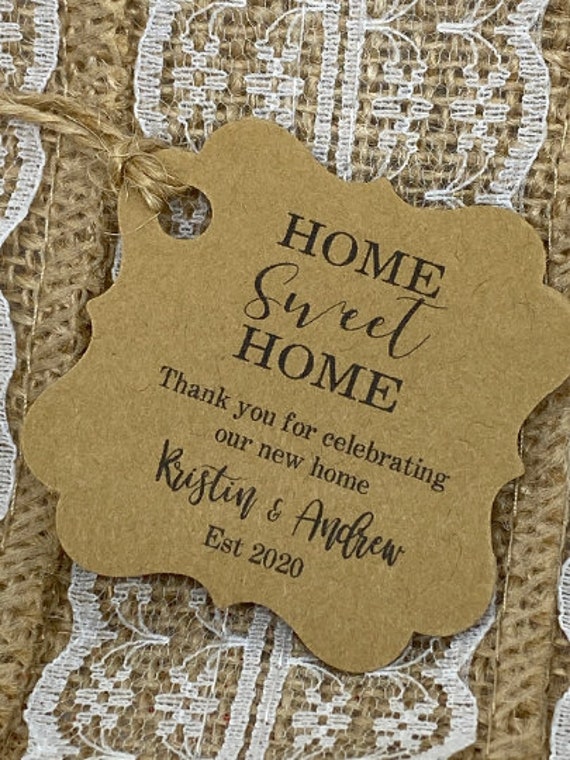 HOME
Sweet
HOME
Thank you for celebrating
our new home
Kristin & Andrew
Est 2020